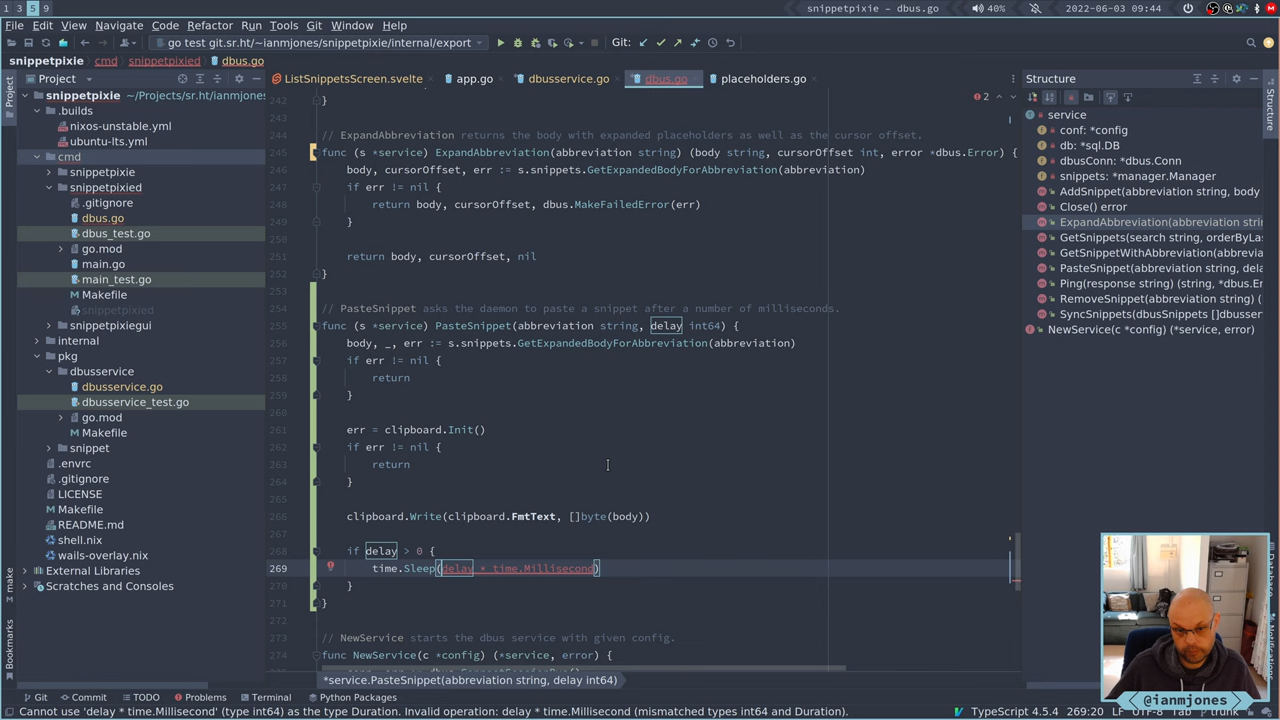 1 3 5 9 snippetpixie – dbus.go 40% 2022-06-03 09:44
File Edit View Navigate Code Refactor Run Tools Git Window Help
go test git.sr.ht/~ianmjones/snippetpixie/internal/export Git:
snippetpixie cmd snippetpixied dbus.go
Project
ListSnippetsScreen.svelte app.go dbusservice.go dbus.go placeholders.go
Structure
Project
snippetpixie ~/Projects/sr.ht/ianmjones
.builds
nixos-unstable.yml
ubuntu-lts.yml
cmd
snippetpixie
snippetpixied
.gitignore
dbus.go
dbus_test.go
go.mod
main.go
main_test.go
Makefile
snippetpixied
snippetpixiegui
internal
pkg
dbusservice
dbusservice.go
dbusservice_test.go
go.mod
Makefile
snippet
.envrc
.gitignore
LICENSE
Makefile
README.md
shell.nix
wails-overlay.nix
External Libraries
Scratches and Consoles
make
Bookmarks
2
242 }
243
244 // ExpandAbbreviation returns the body with expanded placeholders as well as the cursor offset.
245 func (s *service) ExpandAbbreviation(abbreviation string) (body string, cursorOffset int, error *dbus.Error) {
246 body, cursorOffset, err := s.snippets.GetExpandedBodyForAbbreviation(abbreviation)
247 if err != nil {
248 return body, cursorOffset, dbus.MakeFailedError(err)
249 }
250
251 return body, cursorOffset, nil
252 }
253
254 // PasteSnippet asks the daemon to paste a snippet after a number of milliseconds.
255 func (s *service) PasteSnippet(abbreviation string, delay int64) {
256 body, _, err := s.snippets.GetExpandedBodyForAbbreviation(abbreviation)
257 if err != nil {
258 return
259 }
260
261 err = clipboard.Init()
262 if err != nil {
263 return
264 }
265
266 clipboard.Write(clipboard.FmtText, []byte(body))
267
268 if delay > 0 {
269 time.Sleep(delay * time.Millisecond)
270 }
271 }
272
273 // NewService starts the dbus service with given config.
274 func NewService(c *config) (*service, error) {
*service.PasteSnippet(abbreviation string, delay int64)
service
conf: *config
db: *sql.DB
dbusConn: *dbus.Conn
snippets: *manager.Manager
AddSnippet(abbreviation string, body
Close() error
ExpandAbbreviation(abbreviation stri
GetSnippets(search string, orderByLa
GetSnippetWithAbbreviation(abbreviat
PasteSnippet(abbreviation string, dela
Ping(response string) (string, *dbus.E
RemoveSnippet(abbreviation string) (
SyncSnippets(dbusSnippets []dbusser
NewService(c *config) (*service, error)
Structure
Database
Notifications
@ianmjones
Git Commit TODO Problems Terminal Python Packages
Cannot use 'delay * time.Millisecond' (type int64) as the type Duration. Invalid operation: delay * time.Millisecond (mismatched types int64 and Duration). TypeScript 4.5.4 269:21 LF UTF-8 Tab trunk